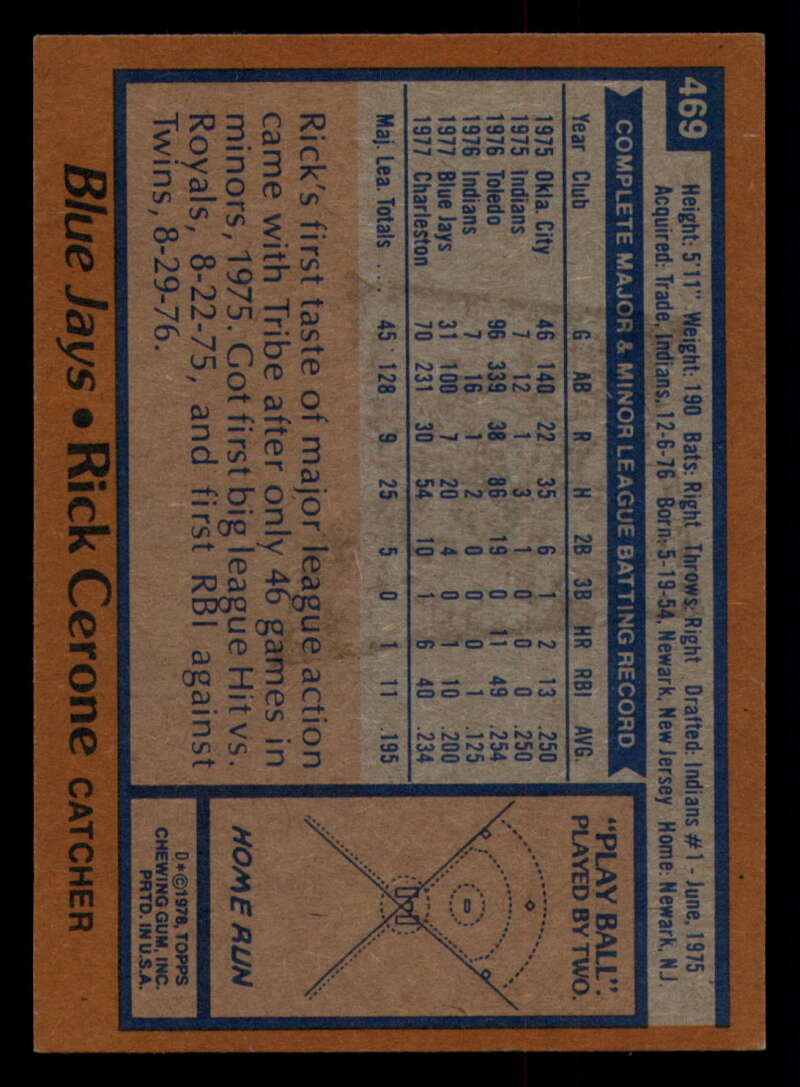 469
Height: 5'11" Weight: 190 Bats: Right Throws: Right Drafted: Indians #1 - June, 1975
Acquired: Trade, Indians, 12-6-76 Born: 5-19-54, Newark, New Jersey Home: Newark, N.J.
COMPLETE MAJOR & MINOR LEAGUE BATTING RECORD
Year Club G AB R H 2B 3B HR RBI AVG.
1975 Okla. City 46 140 22 35 6 1 2 13 .250
1975 Indians 7 12 1 3 1 0 0 0 .250
1976 Toledo 96 339 38 86 19 0 11 49 .254
1976 Indians 7 16 1 2 0 0 0 1 .125
1977 Blue Jays 31 100 7 20 4 0 1 10 .200
1977 Charleston 70 231 30 54 10 1 6 40 .234
Maj. Lea. Totals .... 45 128 9 25 5 0 1 11 .195
Rick's first taste of major league action
came with Tribe after only 46 games in
minors, 1975. Got first big league Hit vs.
Royals, 8-22-75, and first RBI against
Twins, 8-29-76.
"PLAY BALL":
PLAYED BY TWO.
HOME RUN
D*©1978, TOPPS
CHEWING GUM, INC.
PRTD. IN U.S.A.
Blue Jays • Rick Cerone CATCHER